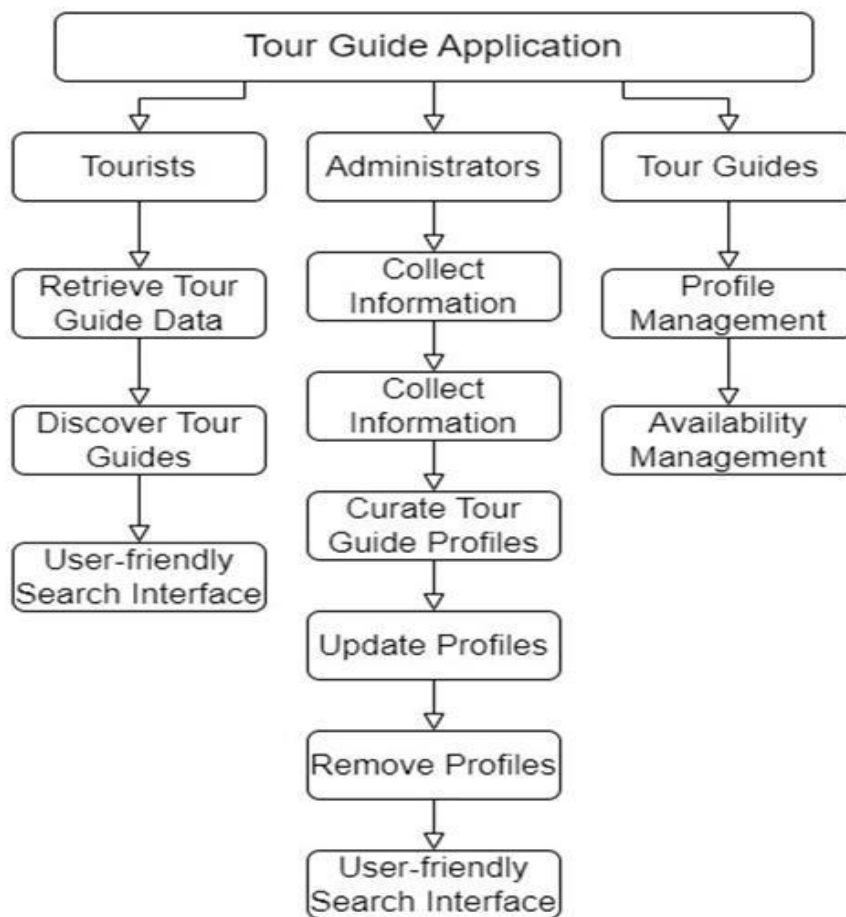 Tour Guide Application
Tourists
Administrators
Tour Guides
Retrieve Tour
Guide Data
Collect
Information
Profile
Management
Discover Tour
Guides
Collect
Information
Availability
Management
User-friendly
Search Interface
Curate Tour
Guide Profiles
Update Profiles
Remove Profiles
User-friendly
Search Interface